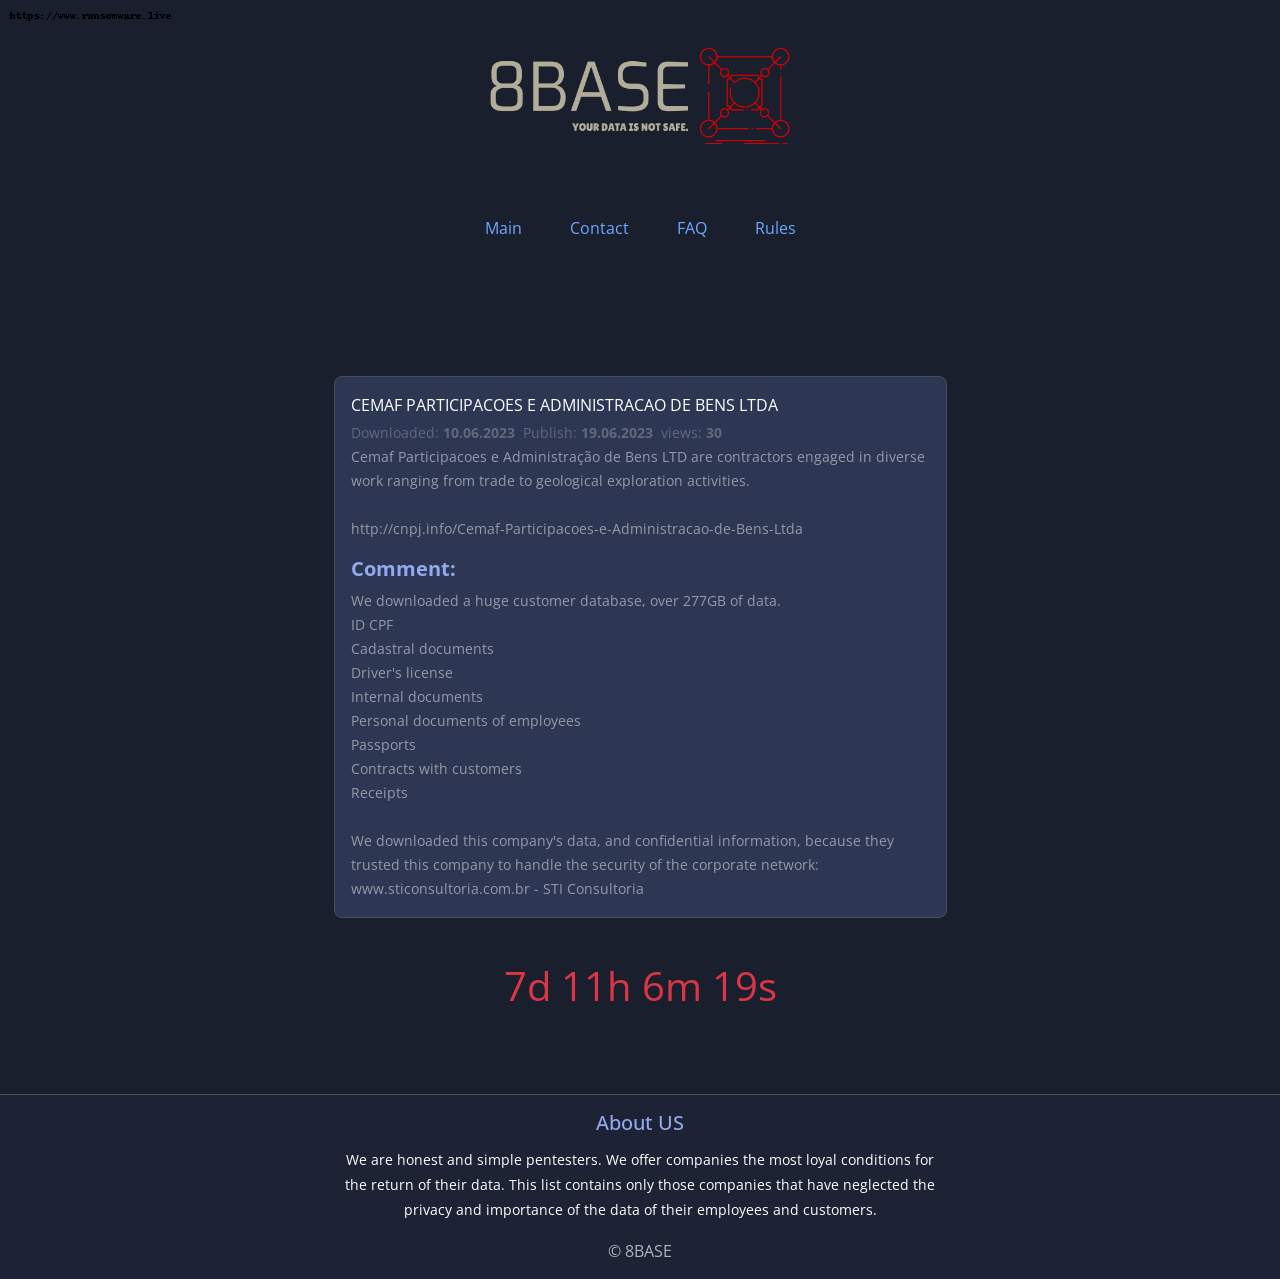 https://www.ransomware.live
8BASE
YOUR DATA IS NOT SAFE.
Main Contact FAQ Rules
CEMAF PARTICIPACOES E ADMINISTRACAO DE BENS LTDA
Downloaded: 10.06.2023 Publish: 19.06.2023 views: 30
Cemaf Participacoes e Administração de Bens LTD are contractors engaged in diverse
work ranging from trade to geological exploration activities.
http://cnpj.info/Cemaf-Participacoes-e-Administracao-de-Bens-Ltda
Comment:
We downloaded a huge customer database, over 277GB of data.
ID CPF
Cadastral documents
Driver's license
Internal documents
Personal documents of employees
Passports
Contracts with customers
Receipts
We downloaded this company's data, and confidential information, because they
trusted this company to handle the security of the corporate network:
www.sticonsultoria.com.br - STI Consultoria
7d 11h 6m 19s
About US
We are honest and simple pentesters. We offer companies the most loyal conditions for
the return of their data. This list contains only those companies that have neglected the
privacy and importance of the data of their employees and customers.
© 8BASE